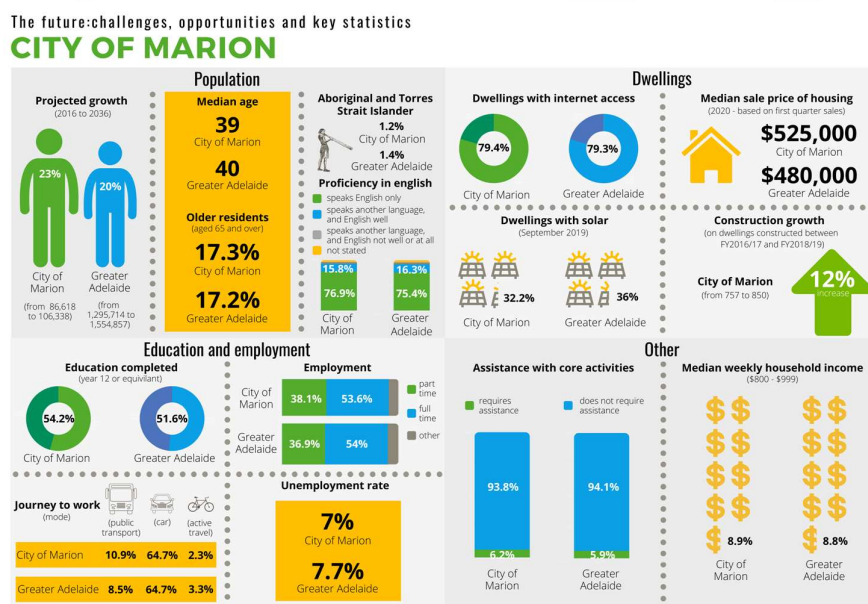 The future:challenges, opportunities and key statistics
CITY OF MARION
Population
Projected growth
(2016 to 2036)
23%
20%
City of
Marion
Greater
Adelaide
(from 86,618
to 106,338)
(from
1,295,714 to
1,554,857)
Median age
39
City of Marion
40
Greater Adelaide
Older residents
(aged 65 and over)
17.3%
City of Marion
17.2%
Greater Adelaide
Aboriginal and Torres
Strait Islander
1.2%
City of Marion
1.4%
Greater Adelaide
Proficiency in english
speaks English only
speaks another language,
and English well
speaks another language,
and English not well or at all
not stated
15.8%
76.9%
City of
Marion
16.3%
75.4%
Greater
Adelaide
Dwellings
Dwellings with internet access
79.4%
City of Marion
79.3%
Greater Adelaide
Median sale price of housing
(2020 - based on first quarter sales)
$525,000
City of Marion
$480,000
Greater Adelaide
Dwellings with solar
(September 2019)
32.2%
City of Marion
36%
Greater Adelaide
Construction growth
(on dwellings constructed between
FY2016/17 and FY2018/19)
City of Marion
(from 757 to 850)
12%
increase
Education and employment
Education completed
(year 12 or equivilant)
54.2%
City of Marion
51.6%
Greater Adelaide
Employment
City of
Marion
38.1% 53.6%
Greater
Adelaide
36.9% 54%
part
time
full
time
other
Journey to work
(mode)
(public
transport)
(car)
(active
travel)
City of Marion 10.9% 64.7% 2.3%
Greater Adelaide 8.5% 64.7% 3.3%
Unemployment rate
7%
City of Marion
7.7%
Greater Adelaide
Other
Assistance with core activities
requires
assistance
does not require
assistance
93.8%
6.2%
City of
Marion
94.1%
5.9%
Greater
Adelaide
Median weekly household income
($800 - $999)
8.9%
City of
Marion
8.8%
Greater
Adelaide